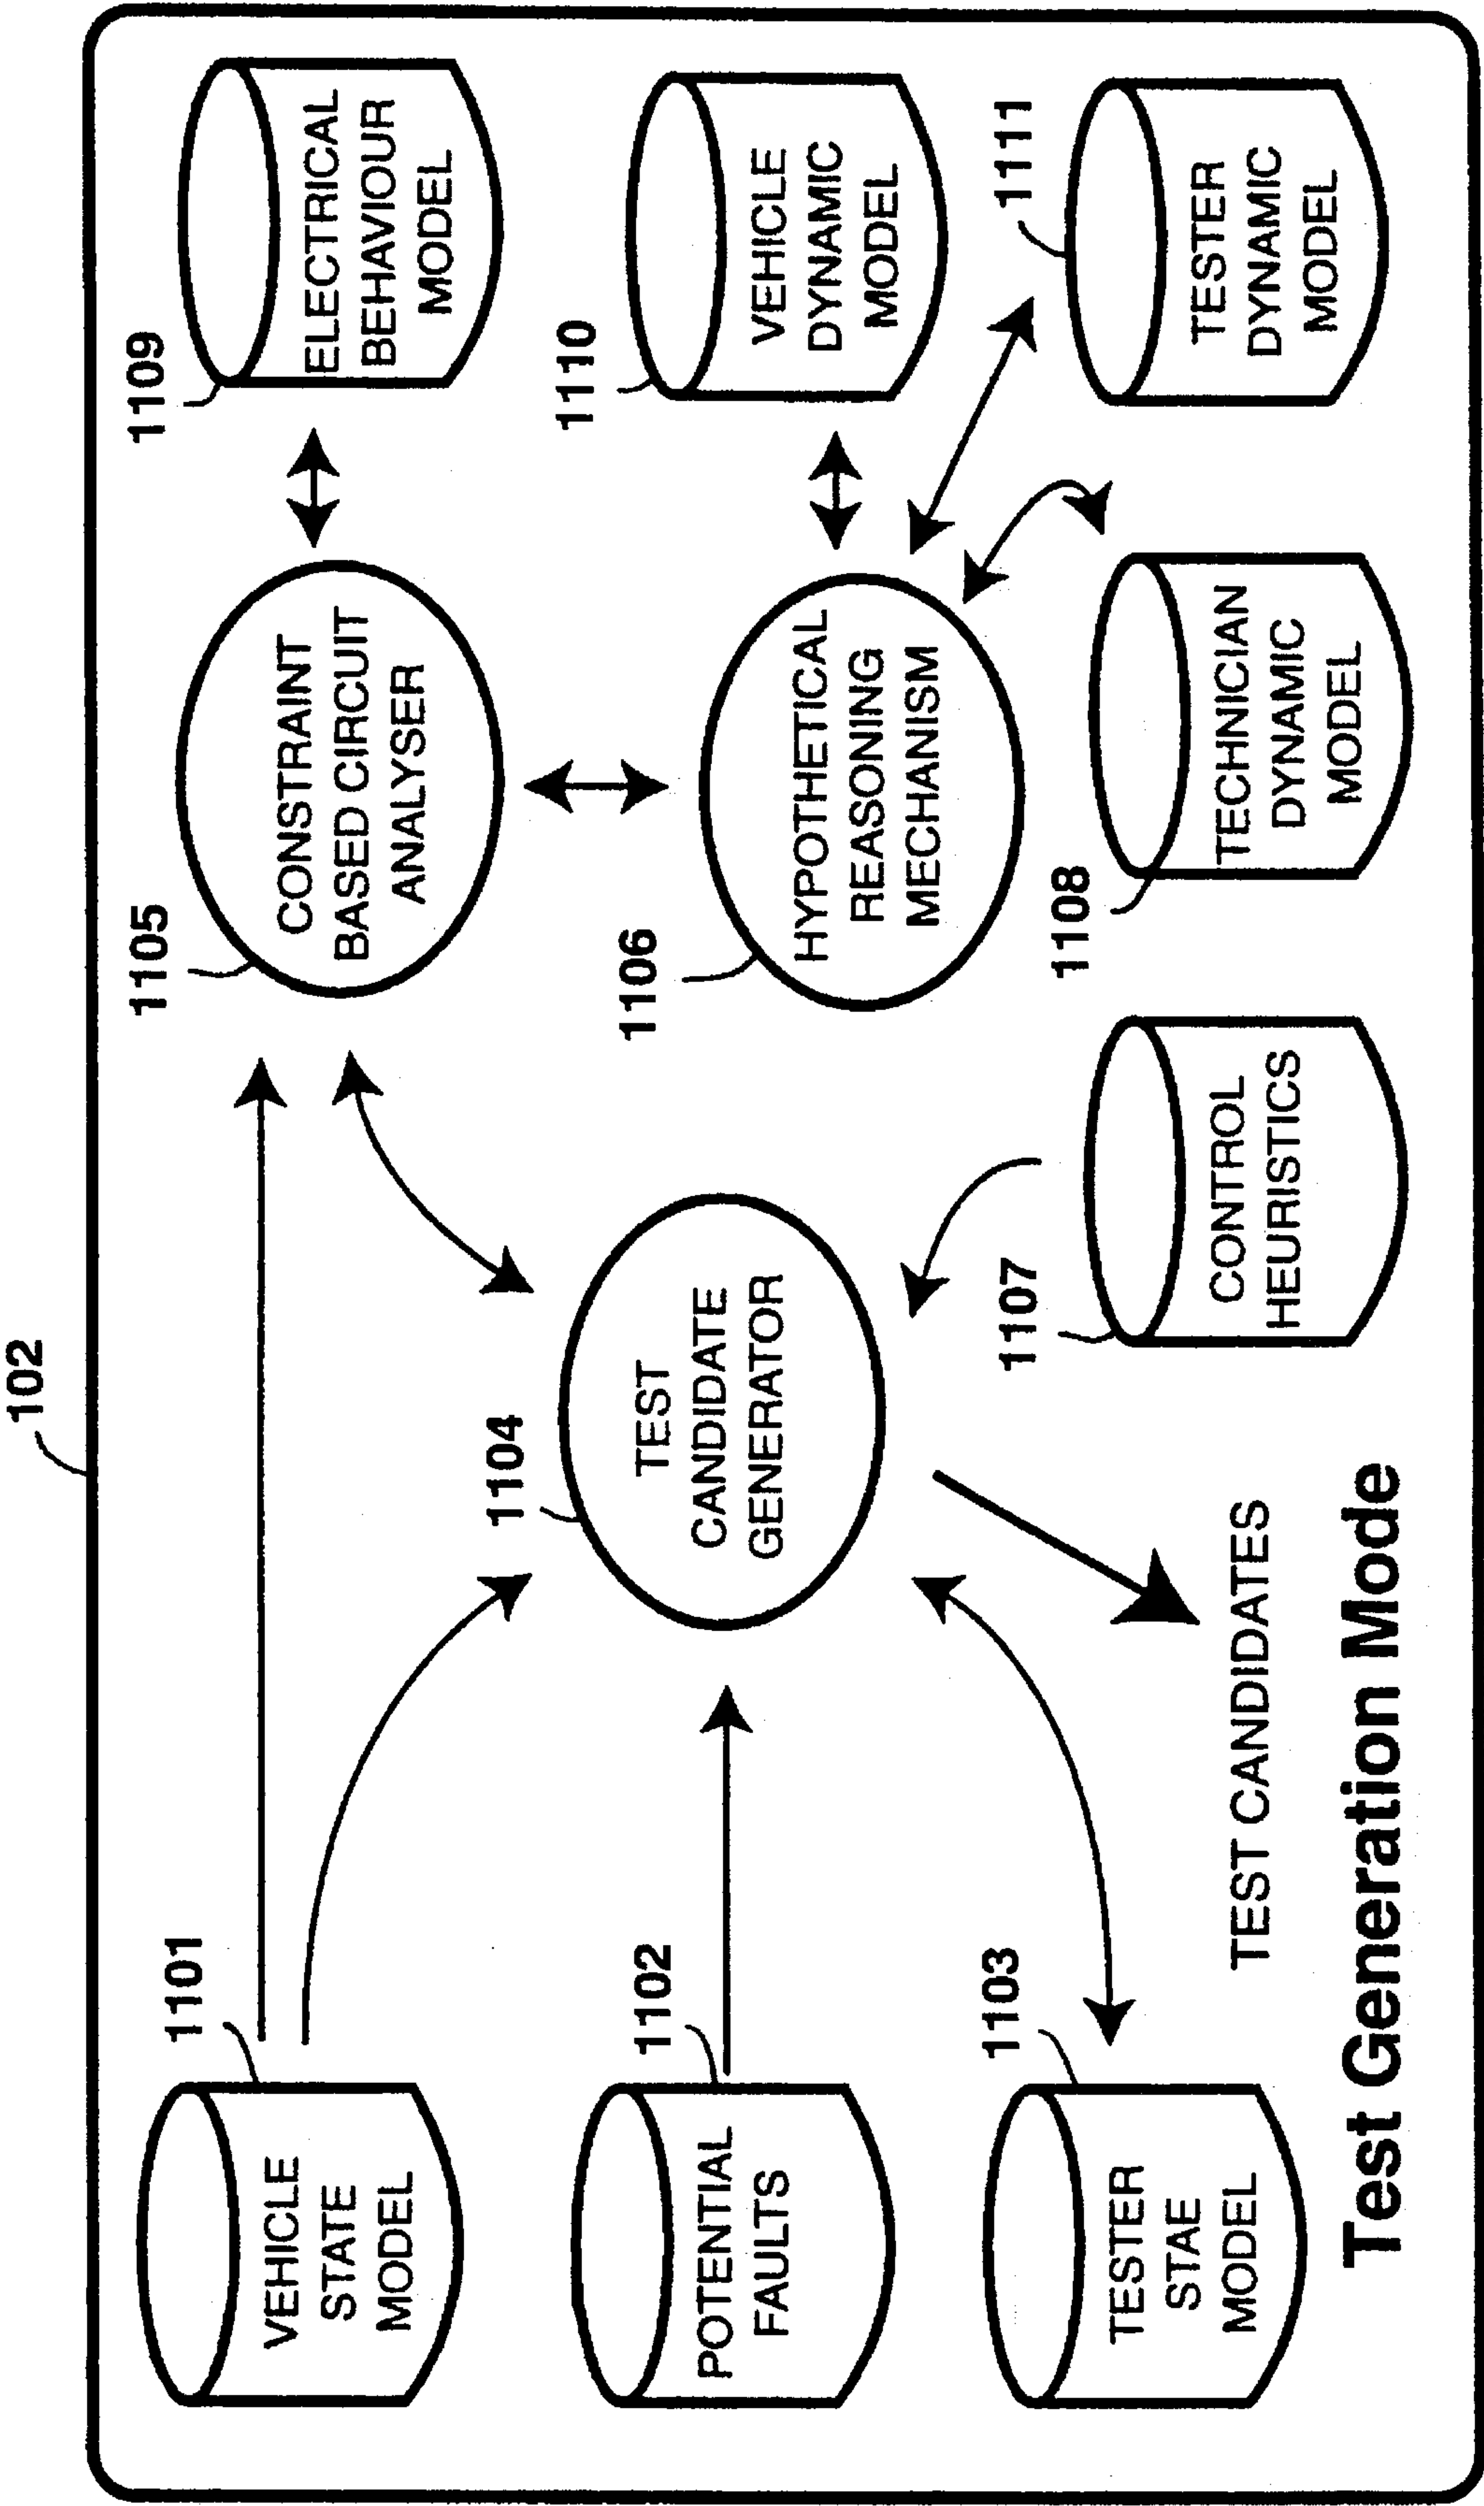 102
1101
VEHICLE
STATE
MODEL
1102
POTENTIAL
FAULTS
1103
TESTER
STAE
MODEL
1104
TEST
CANDIDATE
GENERATOR
1105
CONSTRAINT
BASED CIRCUIT
ANALYSER
1106
HYPOTHETICAL
REASONING
MECHANISM
1107
CONTROL
HEURISTICS
1108
TECHNICIAN
DYNAMIC
MODEL
1109
ELECTRICAL
BEHAVIOUR
MODEL
1110
VEHICLE
DYNAMIC
MODEL
1111
TESTER
DYNAMIC
MODEL
TEST CANDIDATES
Test Generation Mode